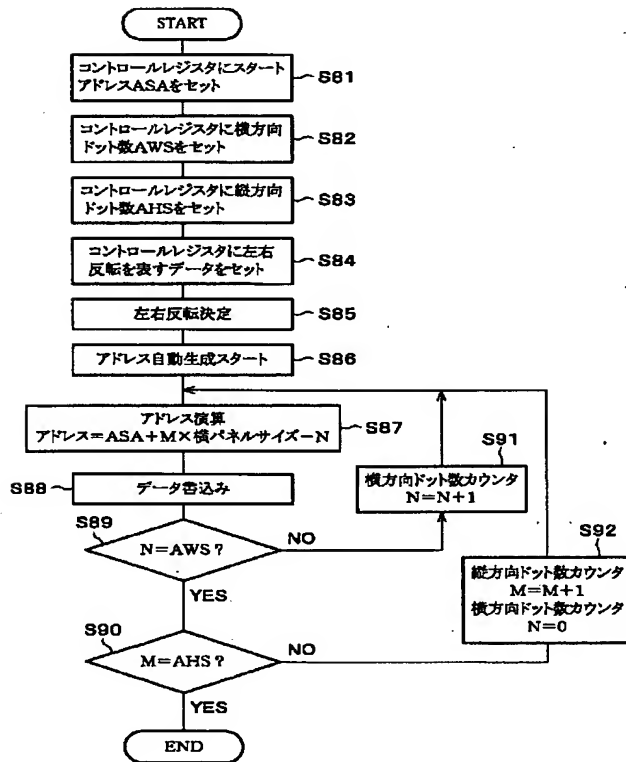 START
コントロールレジスタにスタート
アドレスASAをセット
S81
コントロールレジスタに横方向
ドット数AWSをセット
S82
コントロールレジスタに縦方向
ドット数AHSをセット
S83
コントロールレジスタに左右
反転を表すデータをセット
S84
左右反転決定
S85
アドレス自動生成スタート
S86
アドレス演算
アドレス=ASA+M×横パネルサイズ-N
S87
S88
データ書込み
S89
N=AWS?
NO
YES
S91
横方向ドット数カウンタ
N=N+1
S90
M=AHS?
NO
YES
S92
縦方向ドット数カウンタ
M=M+1
横方向ドット数カウンタ
N=0
END